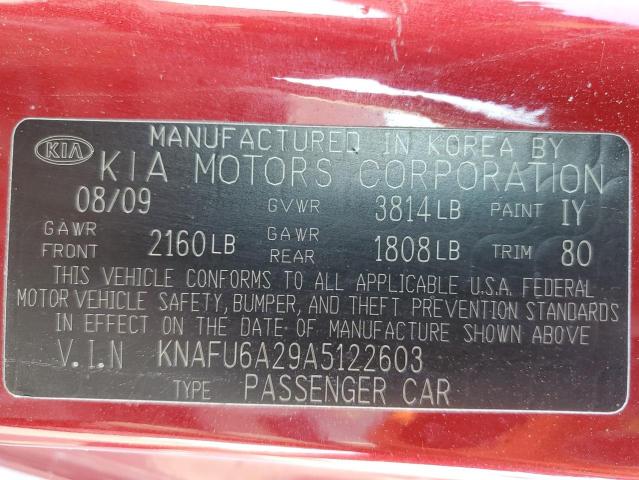 MANUFACTURED IN KOREA BY
KIA KIA MOTORS CORPORATION
08/09 GVWR 3814LB PAINT IY
GAWR FRONT 2160LB GAWR REAR 1808LB TRIM 80
THIS VEHICLE CONFORMS TO ALL APPLICABLE U.S.A. FEDERAL
MOTOR VEHICLE SAFETY, BUMPER, AND THEFT PREVENTION STANDARDS
IN EFFECT ON THE DATE OF MANUFACTURE SHOWN ABOVE
V.I.N KNAFU6A29A5122603
TYPE PASSENGER CAR